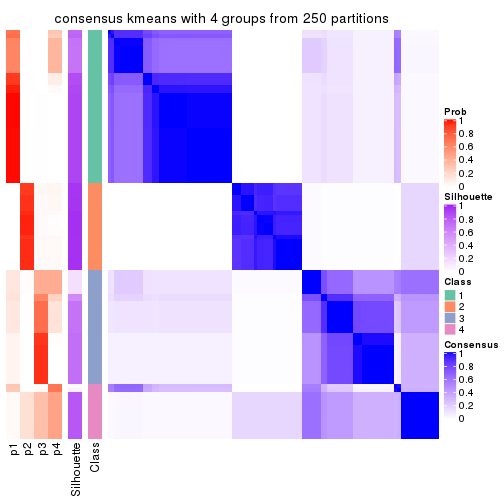 consensus kmeans with 4 groups from 250 partitions
Prob
1
0.8
0.6
0.4
0.2
0
Silhouette
1
0.8
0.6
0.4
0.2
0
Class
1
2
3
4
Consensus
1
0.8
0.6
0.4
0.2
0
p1
p2
p3
p4
Silhouette
Class